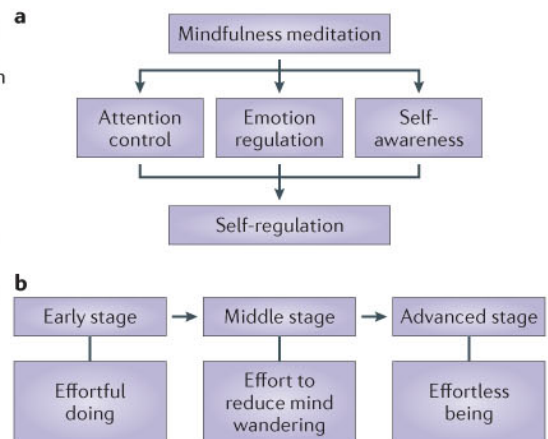 a
Mindfulness meditation
n
Attention
control
Emotion
regulation
Self-
awareness
Self-regulation
b
Early stage
Middle stage
Advanced stage
Effortful
doing
Effort to
reduce mind
wandering
Effortless
being